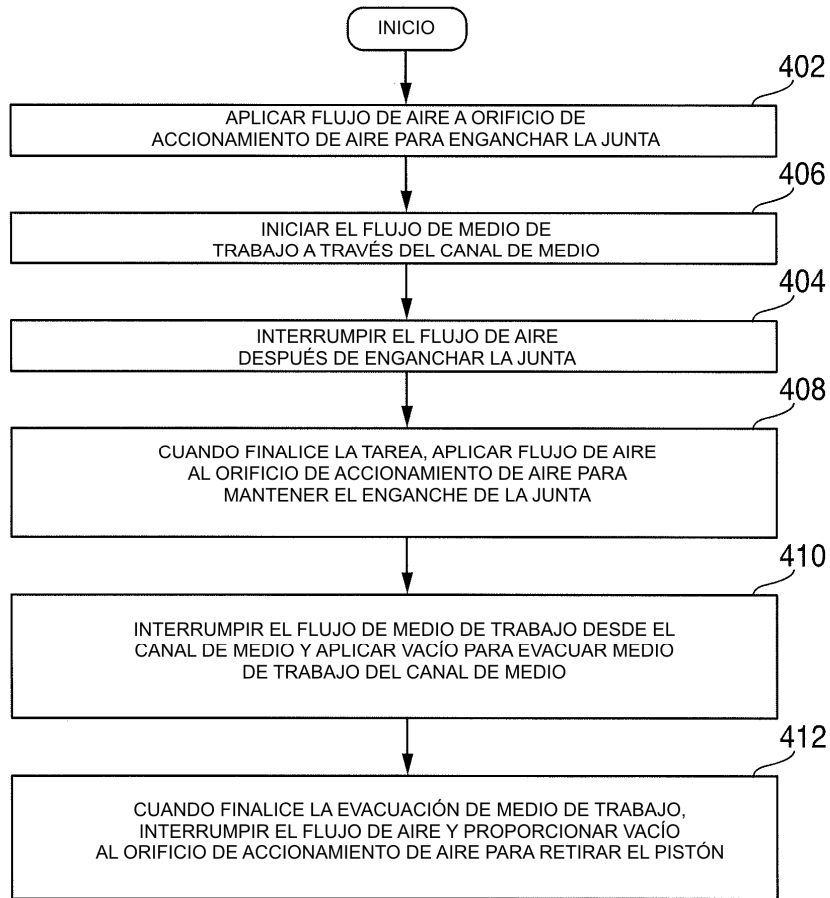 INICIO
402
APLICAR FLUJO DE AIRE A ORIFICIO DE
ACCIONAMIENTO DE AIRE PARA ENGANCHAR LA JUNTA
406
INICIAR EL FLUJO DE MEDIO DE
TRABAJO A TRAVÉS DEL CANAL DE MEDIO
404
INTERRUMPIR EL FLUJO DE AIRE
DESPUÉS DE ENGANCHAR LA JUNTA
408
CUANDO FINALICE LA TAREA, APLICAR FLUJO DE AIRE
AL ORIFICIO DE ACCIONAMIENTO DE AIRE PARA
MANTENER EL ENGANCHE DE LA JUNTA
410
INTERRUMPIR EL FLUJO DE MEDIO DE TRABAJO DESDE EL
CANAL DE MEDIO Y APLICAR VACÍO PARA EVACUAR MEDIO
DE TRABAJO DEL CANAL DE MEDIO
412
CUANDO FINALICE LA EVACUACIÓN DE MEDIO DE TRABAJO,
INTERRUMPIR EL FLUJO DE AIRE Y PROPORCIONAR VACÍO
AL ORIFICIO DE ACCIONAMIENTO DE AIRE PARA RETIRAR EL PISTÓN